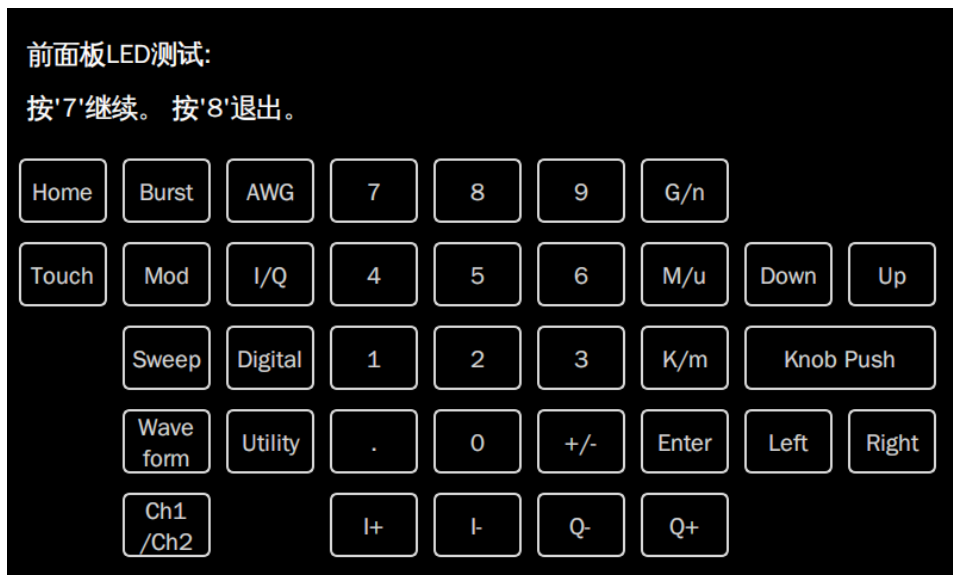 前面板LED测试:
按'7'继续。 按'8'退出。
Home Burst AWG 7 8 9 G/n
Touch Mod I/Q 4 5 6 M/u Down Up
Sweep Digital 1 2 3 K/m Knob Push
Wave
form Utility . 0 +/- Enter Left Right
Ch1
/Ch2 I+ I- Q- Q+